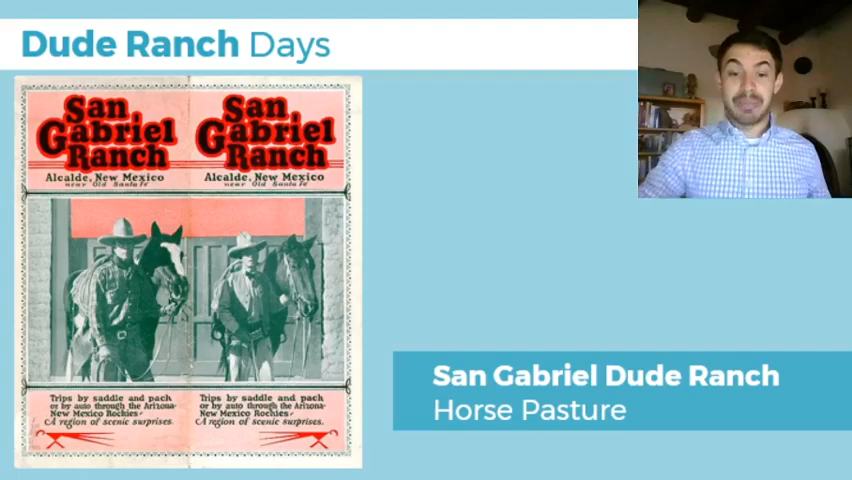 Dude Ranch Days
San
Gabriel
Ranch
Alcalde, New Mexico
near Old Santa Fe
Trips by saddle and pack
or by auto through the Arizona-
New Mexico Rockies-
A region of scenic surprises.
San
Gabriel
Ranch
Alcalde, New Mexico
near Old Santa Fe
Trips by saddle and pack
or by auto through the Arizona-
New Mexico Rockies-
A region of scenic surprises.
San Gabriel Dude Ranch
Horse Pasture